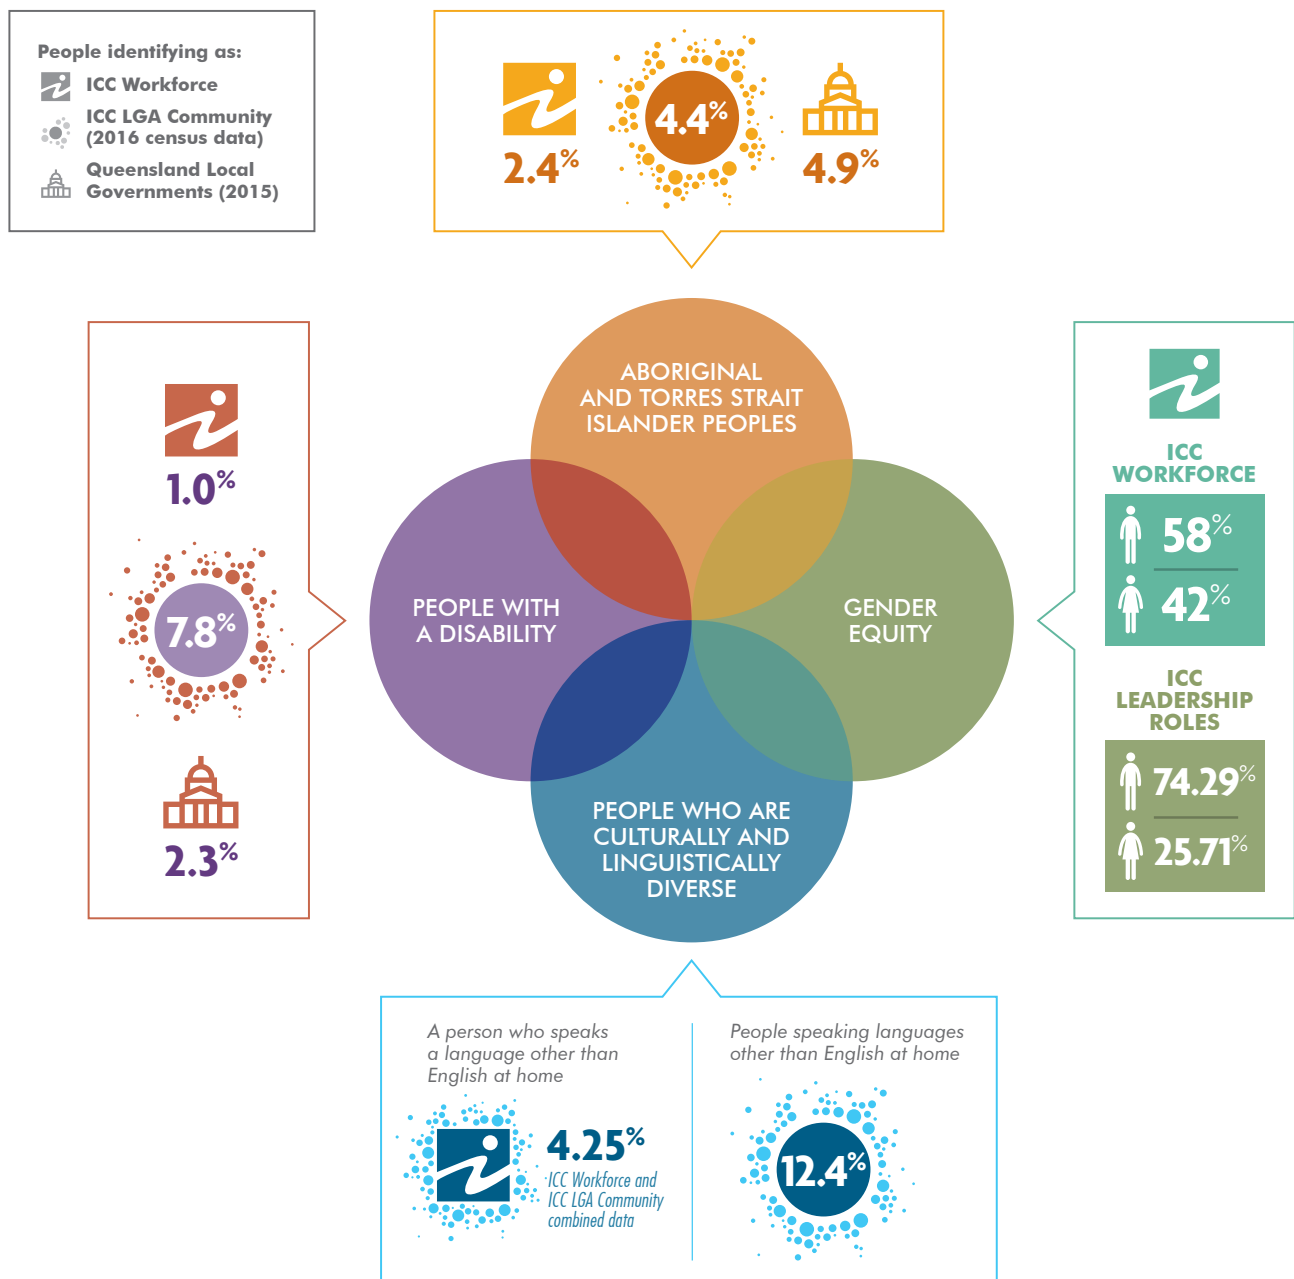 People identifying as:
ICC Workforce
ICC LGA Community
(2016 census data)
Queensland Local
Governments (2015)
2.4%
4.4%
4.9%
ABORIGINAL
AND TORRES STRAIT
ISLANDER PEOPLES
1.0%
7.8%
2.3%
PEOPLE WITH
A DISABILITY
GENDER
EQUITY
ICC
WORKFORCE
58%
42%
ICC
LEADERSHIP
ROLES
74.29%
25.71%
PEOPLE WHO ARE
CULTURALLY AND
LINGUISTICALLY
DIVERSE
A person who speaks
a language other than
English at home
4.25%
ICC Workforce and
ICC LGA Community
combined data
People speaking languages
other than English at home
12.4%